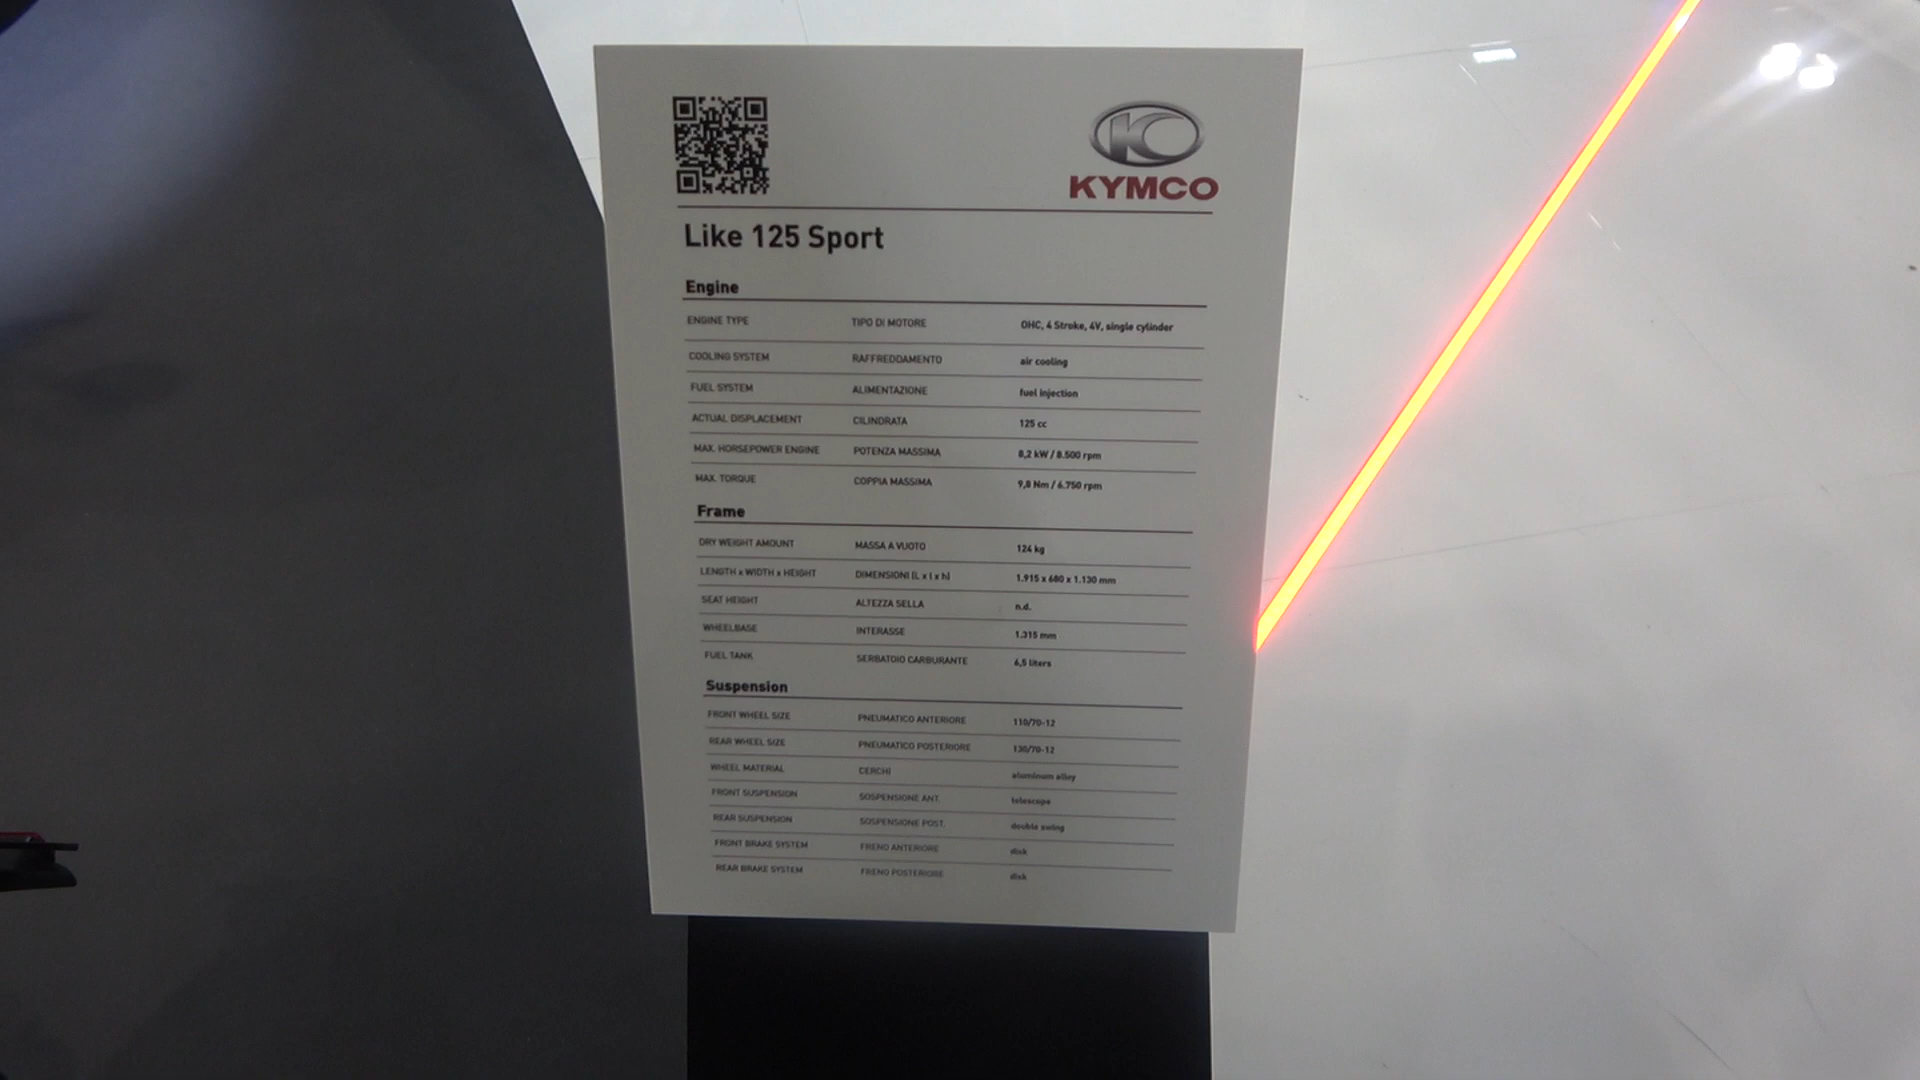 KYMCO
Like 125 Sport
Engine
ENGINE TYPE TIPO DI MOTORE OHC, 4 Stroke, 4V, single cylinder
COOLING SYSTEM RAFFREDDAMENTO air cooling
FUEL SYSTEM ALIMENTAZIONE fuel injection
ACTUAL DISPLACEMENT CILINDRATA 125 cc
MAX. HORSEPOWER ENGINE POTENZA MASSIMA 8,2 kW / 8.500 rpm
MAX. TORQUE COPPIA MASSIMA 9,8 Nm / 6.750 rpm
Frame
DRY WEIGHT AMOUNT MASSA A VUOTO 124 kg
LENGTH x WIDTH x HEIGHT DIMENSIONI (L x l x h) 1.915 x 680 x 1.130 mm
SEAT HEIGHT ALTEZZA SELLA n.d.
WHEELBASE INTERASSE 1.315 mm
FUEL TANK SERBATOIO CARBURANTE 6,5 liters
Suspension
FRONT WHEEL SIZE PNEUMATICO ANTERIORE 110/70-12
REAR WHEEL SIZE PNEUMATICO POSTERIORE 130/70-12
WHEEL MATERIAL CERCHI aluminum alloy
FRONT SUSPENSION SOSPENSIONE ANT. telescope
REAR SUSPENSION SOSPENSIONE POST. double swing
FRONT BRAKE SYSTEM FRENO ANTERIORE disk
REAR BRAKE SYSTEM FRENO POSTERIORE disk